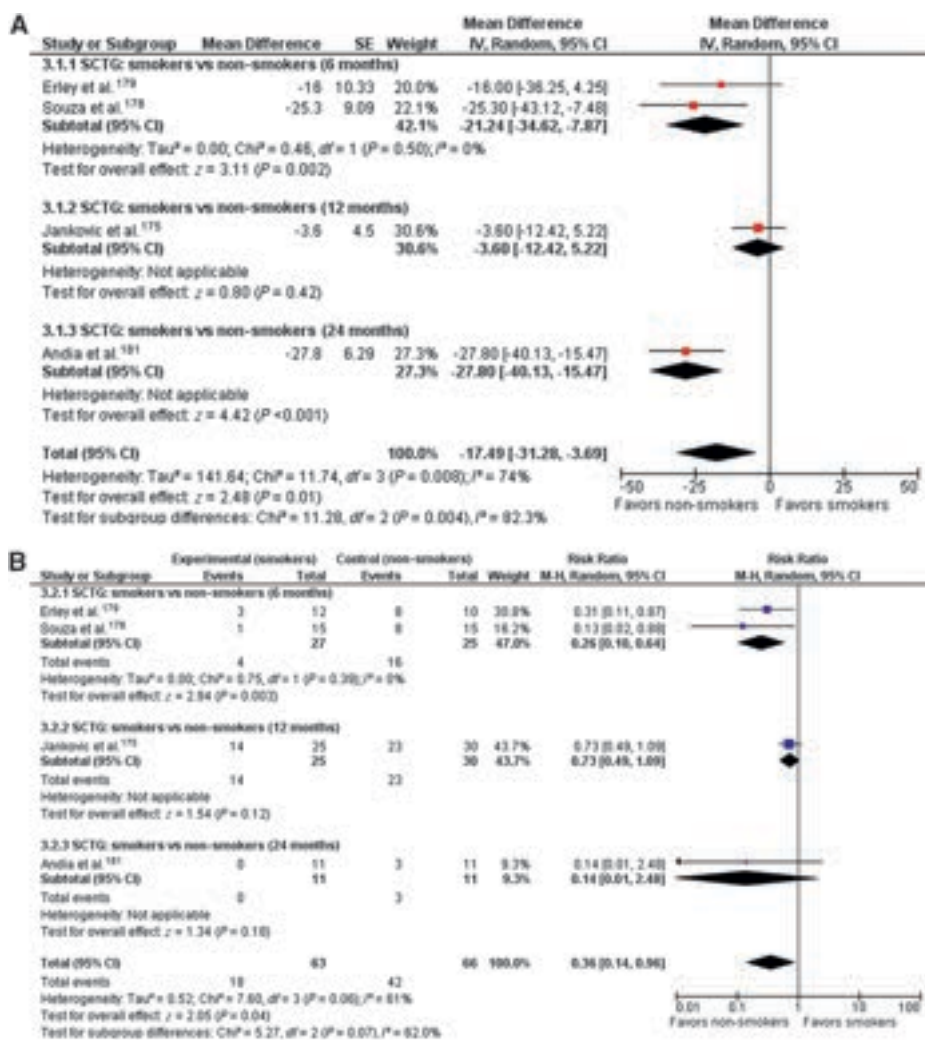 A
Mean Difference Mean Difference
Study or Subgroup Mean Difference SE Weight IV, Random, 95% CI IV, Random, 95% CI
3.1.1 SCTG: smokers vs non-smokers (6 months)
Erley et al.179 -16 10.33 20.0% -16.00 [-36.25, 4.25]
Souza et al.178 -25.3 9.09 22.1% -25.30 [-43.12, -7.48]
Subtotal (95% CI) 42.1% -21.24 [-34.62, -7.87]
Heterogeneity: Tau² = 0.00; Chi² = 0.46, df = 1 (P = 0.50); I² = 0%
Test for overall effect: z = 3.11 (P = 0.002)
3.1.2 SCTG: smokers vs non-smokers (12 months)
Jankovic et al.175 -3.6 4.5 30.6% -3.60 [-12.42, 5.22]
Subtotal (95% CI) 30.6% -3.60 [-12.42, 5.22]
Heterogeneity: Not applicable
Test for overall effect: z = 0.80 (P = 0.42)
3.1.3 SCTG: smokers vs non-smokers (24 months)
Andia et al.181 -27.8 6.29 27.3% -27.80 [-40.13, -15.47]
Subtotal (95% CI) 27.3% -27.80 [-40.13, -15.47]
Heterogeneity: Not applicable
Test for overall effect: z = 4.42 (P <0.001)
Total (95% CI) 100.0% -17.49 [-31.28, -3.69]
Heterogeneity: Tau² = 141.64; Chi² = 11.74, df = 3 (P = 0.008); I² = 74%
Test for overall effect: z = 2.48 (P = 0.01)
Test for subgroup differences: Chi² = 11.28, df = 2 (P = 0.004), I² = 82.3%
-50 -25 0 25 50
Favors non-smokers Favors smokers
B
Experimental (smokers) Control (non-smokers) Risk Ratio Risk Ratio
Study or Subgroup Events Total Events Total Weight M-H, Random, 95% CI M-H, Random, 95% CI
3.2.1 SCTG: smokers vs non-smokers (6 months)
Erley et al.179 3 12 8 10 30.8% 0.31 [0.11, 0.87]
Souza et al.178 1 15 8 15 16.2% 0.13 [0.02, 0.88]
Subtotal (95% CI) 27 25 47.0% 0.26 [0.10, 0.64]
Total events 4 16
Heterogeneity: Tau² = 0.00; Chi² = 0.75, df = 1 (P = 0.39); I² = 0%
Test for overall effect: z = 2.94 (P = 0.003)
3.2.2 SCTG: smokers vs non-smokers (12 months)
Jankovic et al.175 14 25 23 30 43.7% 0.73 [0.49, 1.09]
Subtotal (95% CI) 25 30 43.7% 0.73 [0.49, 1.09]
Total events 14 23
Heterogeneity: Not applicable
Test for overall effect: z = 1.54 (P = 0.12)
3.2.3 SCTG: smokers vs non-smokers (24 months)
Andia et al.181 0 11 3 11 9.3% 0.14 [0.01, 2.48]
Subtotal (95% CI) 11 11 9.3% 0.14 [0.01, 2.48]
Total events 0 3
Heterogeneity: Not applicable
Test for overall effect: z = 1.34 (P = 0.18)
Total (95% CI) 63 66 100.0% 0.36 [0.14, 0.96]
Total events 18 42
Heterogeneity: Tau² = 0.52; Chi² = 7.60, df = 3 (P = 0.06); I² = 61%
Test for overall effect: z = 2.05 (P = 0.04)
Test for subgroup differences: Chi² = 5.27, df = 2 (P = 0.07), I² = 62.0%
0.01 0.1 1 10 100
Favors non-smokers Favors smokers